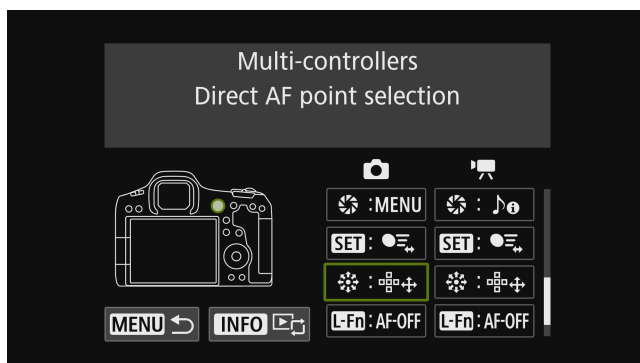 Multi-controllers
Direct AF point selection
:MENU :
SET: SET:
: :
L-Fn:AF-OFF L-Fn:AF-OFF
MENU INFO